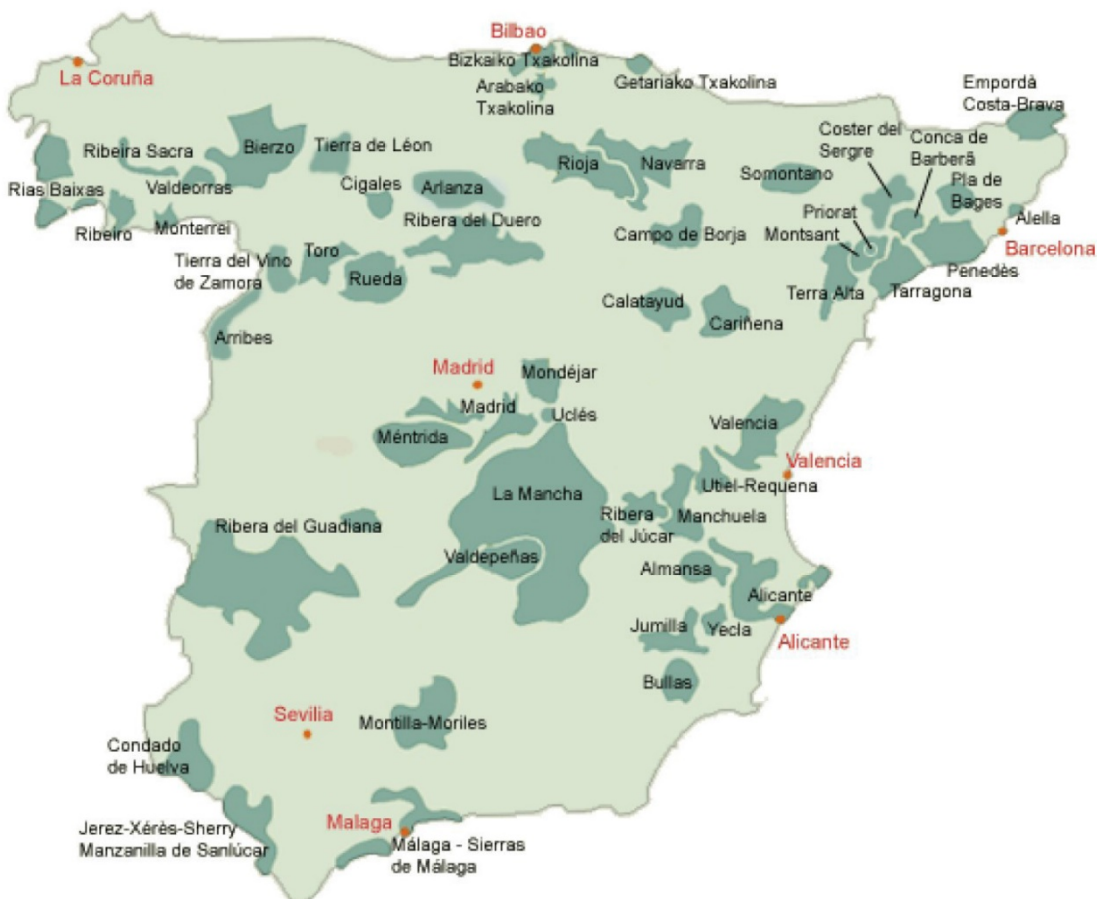 Bilbao
La Coruña
Bizkaiko Txakolina
Arabako
Txakolina
Getariako Txakolina
Empordà
Costa-Brava
Ribeira Sacra
Bierzo
Tierra de Léon
Rioja
Navarra
Somontano
Coster del
Sergre
Conca de
Barberã
Pla de
Bages
Rias Baixas
Valdeorras
Cigales
Arlanza
Priorat
Montsant
Alella
Barcelona
Ribeiro
Monterrei
Ribera del Duero
Campo de Borja
Penedès
Tierra del Vino
de Zamora
Toro
Rueda
Terra Alta
Tarragona
Calatayud
Cariñena
Arribes
Madrid
Mondéjar
Madrid
Uclés
Méntrida
Valencia
Valencia
La Mancha
Utiel-Requena
Ribera
del Júcar
Manchuela
Ribera del Guadiana
Valdepeñas
Almansa
Alicante
Jumilla
Yecla
Alicante
Bullas
Sevilia
Montilla-Moriles
Condado
de Huelva
Malaga
Jerez-Xérès-Sherry
Manzanilla de Sanlúcar
Málaga - Sierras
de Málaga